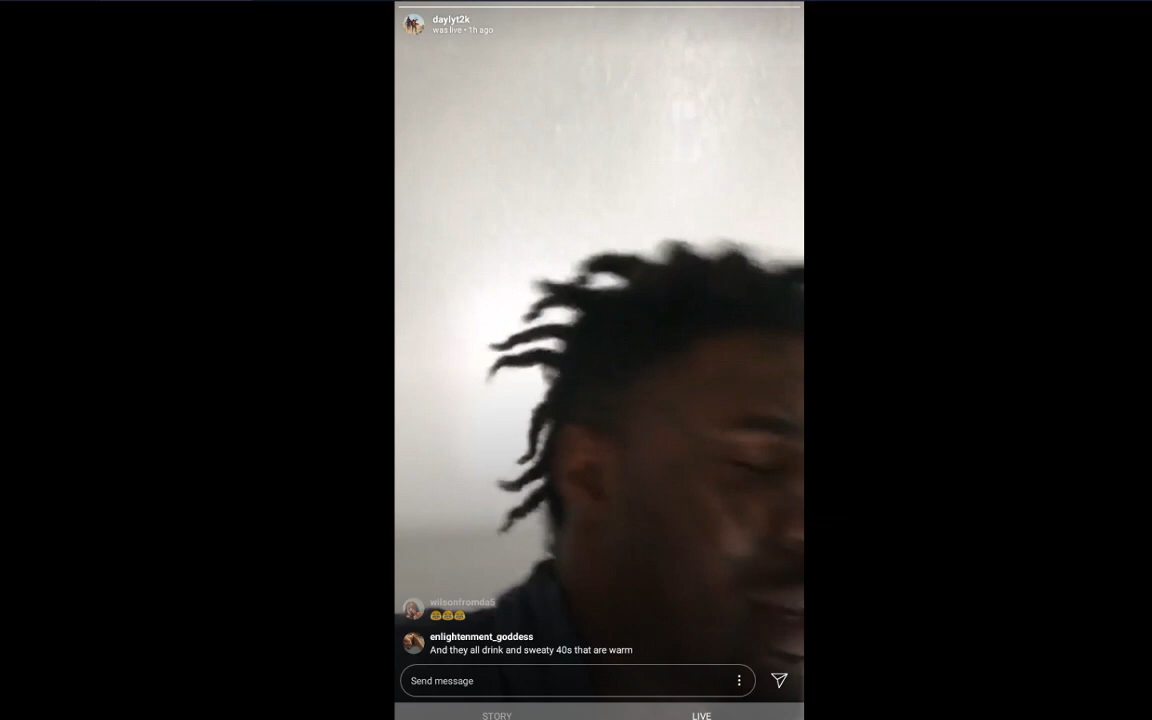 daylyt2k
was live • 1h ago
wilsonfromda5
😂😂😂
enlightenment_goddess
And they all drink and sweaty 40s that are warm
Send message
STORY LIVE